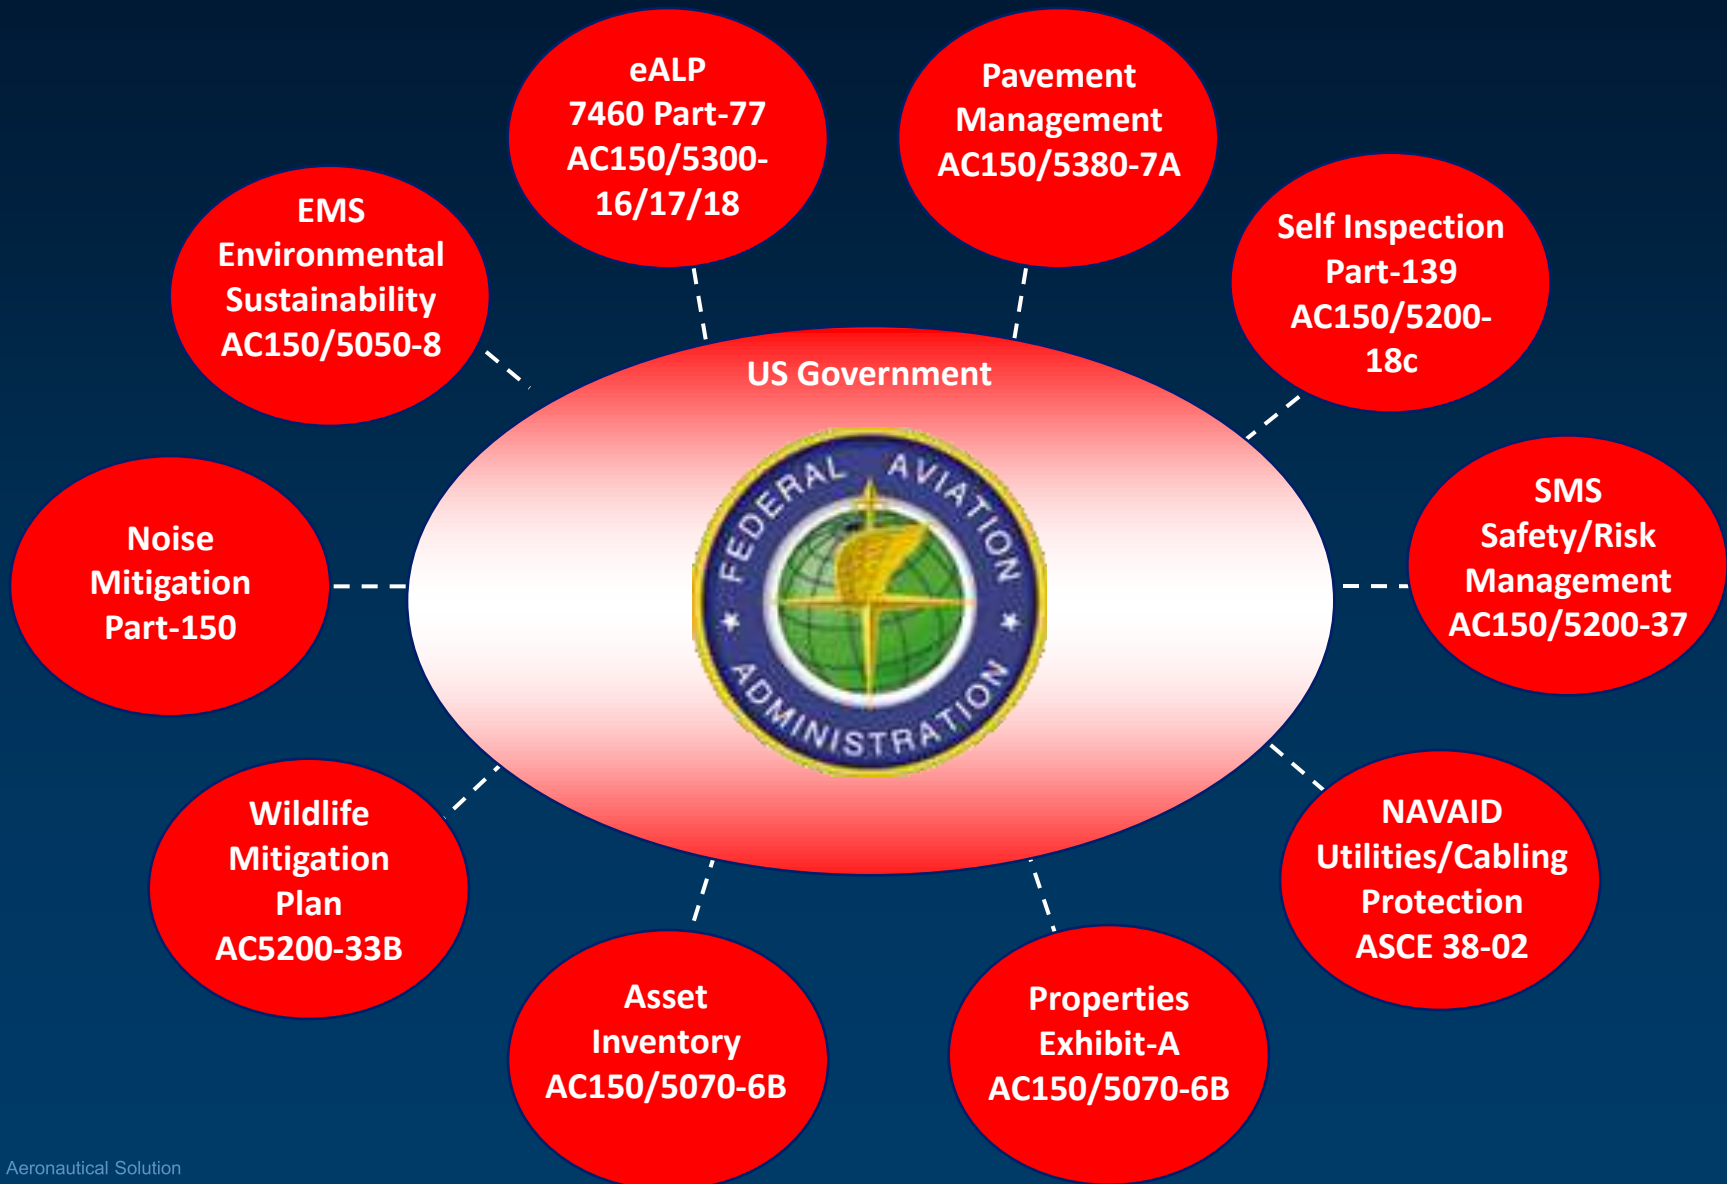 eALP
7460 Part-77
AC150/5300-
16/17/18
Pavement
Management
AC150/5380-7A
EMS
Environmental
Sustainability
AC150/5050-8
Self Inspection
Part-139
AC150/5200-
18c
US Government
FEDERAL AVIATION
ADMINISTRATION
Noise
Mitigation
Part-150
SMS
Safety/Risk
Management
AC150/5200-37
Wildlife
Mitigation
Plan
AC5200-33B
NAVAID
Utilities/Cabling
Protection
ASCE 38-02
Asset
Inventory
AC150/5070-6B
Properties
Exhibit-A
AC150/5070-6B
Aeronautical Solution